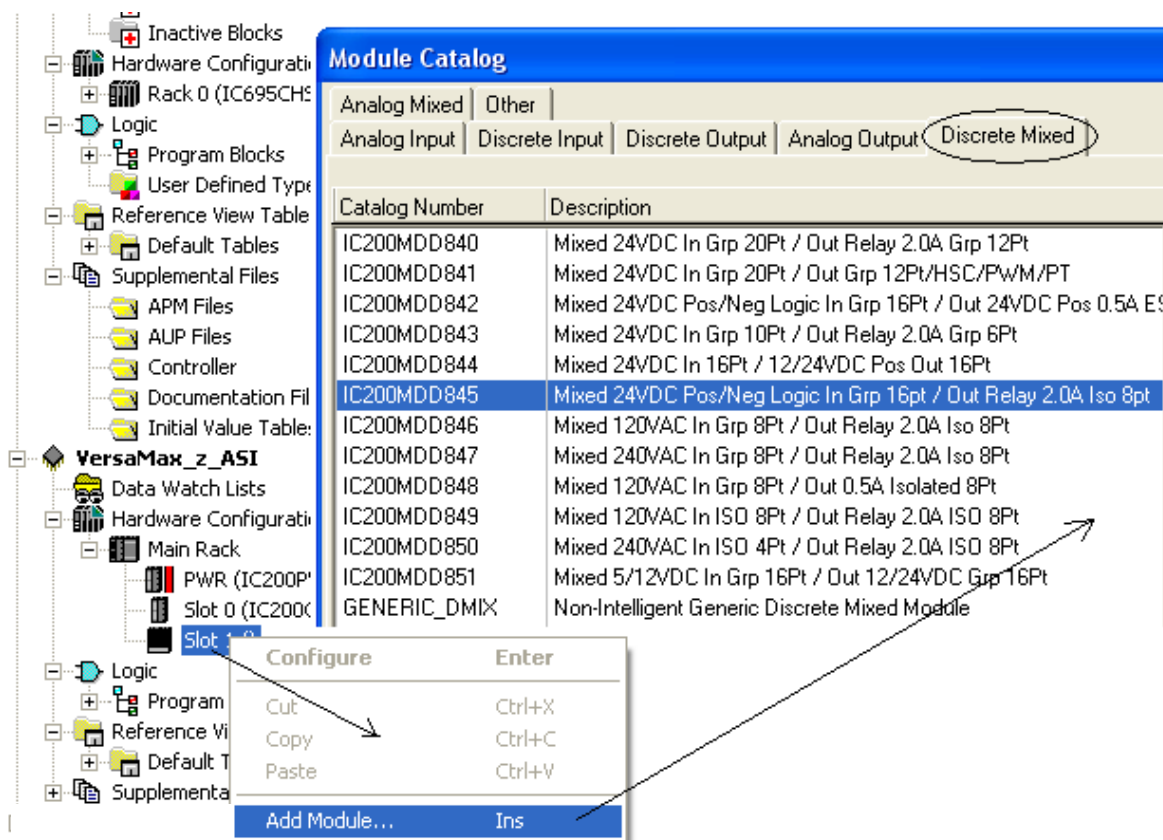 Inactive Blocks
Hardware Configurati
Rack 0 (IC695CHS
Logic
Program Blocks
User Defined Type
Reference View Table
Default Tables
Supplemental Files
APM Files
AUP Files
Controller
Documentation Fil
Initial Value Table
VersaMax_z_ASI
Data Watch Lists
Hardware Configurati
Main Rack
PWR (IC200P
Slot 0 (IC200C
Slot 1 ()
Logic
Program
Reference Vi
Default T
Supplementa
Module Catalog
Analog Mixed Other
Analog Input Discrete Input Discrete Output Analog Output Discrete Mixed
Catalog Number Description
IC200MDD840 Mixed 24VDC In Grp 20Pt / Out Relay 2.0A Grp 12Pt
IC200MDD841 Mixed 24VDC In Grp 20Pt / Out Grp 12Pt/HSC/PWM/PT
IC200MDD842 Mixed 24VDC Pos/Neg Logic In Grp 16Pt / Out 24VDC Pos 0.5A ES
IC200MDD843 Mixed 24VDC In Grp 10Pt / Out Relay 2.0A Grp 6Pt
IC200MDD844 Mixed 24VDC In 16Pt / 12/24VDC Pos Out 16Pt
IC200MDD845 Mixed 24VDC Pos/Neg Logic In Grp 16pt / Out Relay 2.0A Iso 8pt
IC200MDD846 Mixed 120VAC In Grp 8Pt / Out Relay 2.0A Iso 8Pt
IC200MDD847 Mixed 240VAC In Grp 8Pt / Out Relay 2.0A Iso 8Pt
IC200MDD848 Mixed 120VAC In Grp 8Pt / Out 0.5A Isolated 8Pt
IC200MDD849 Mixed 120VAC In ISO 8Pt / Out Relay 2.0A ISO 8Pt
IC200MDD850 Mixed 240VAC In ISO 4Pt / Out Relay 2.0A ISO 8Pt
IC200MDD851 Mixed 5/12VDC In Grp 16Pt / Out 12/24VDC Grp 16Pt
GENERIC_DMIX Non-Intelligent Generic Discrete Mixed Module
Configure Enter
Cut Ctrl+X
Copy Ctrl+C
Paste Ctrl+V
Add Module... Ins